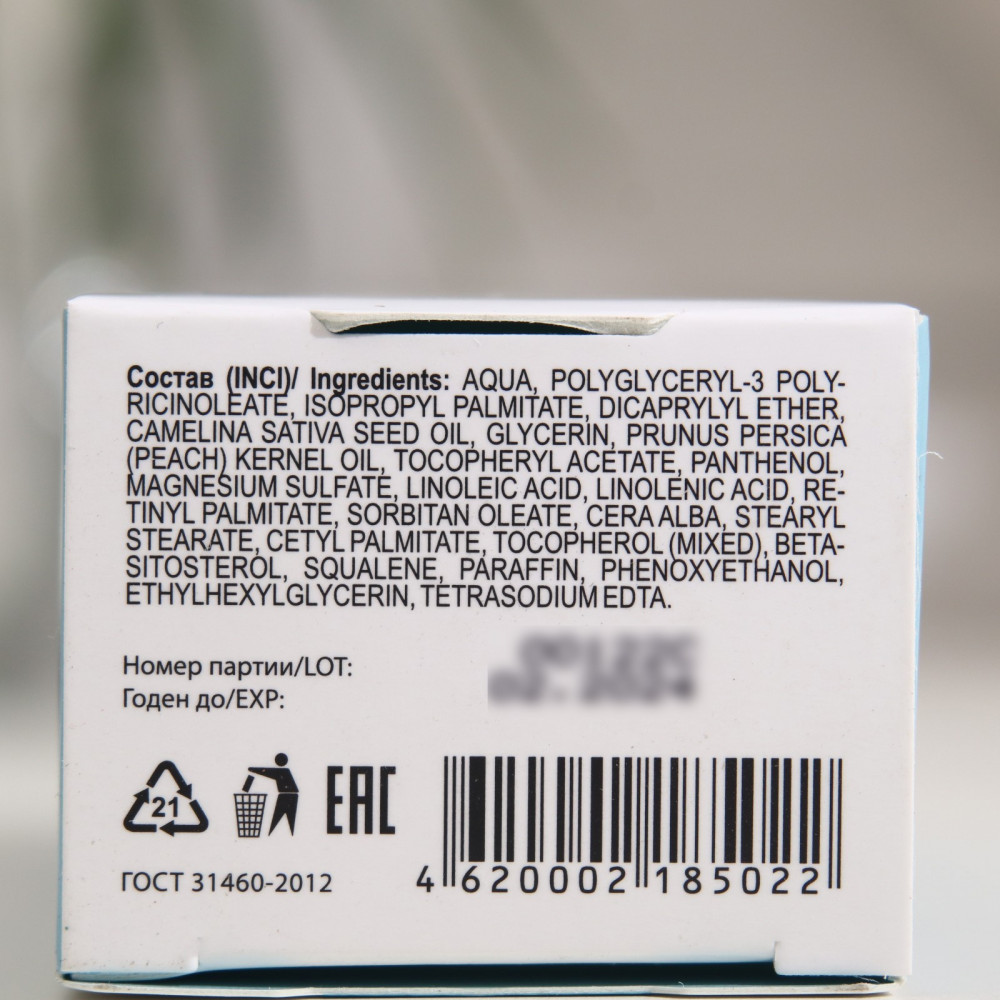 Состав (INCI)/ Ingredients: AQUA, POLYGLYCERYL-3 POLY-
RICINOLEATE, ISOPROPYL PALMITATE, DICAPRYLYL ETHER,
CAMELINA SATIVA SEED OIL, GLYCERIN, PRUNUS PERSICA
(PEACH) KERNEL OIL, TOCOPHERYL ACETATE, PANTHENOL,
MAGNESIUM SULFATE, LINOLEIC ACID, LINOLENIC ACID, RE-
TINYL PALMITATE, SORBITAN OLEATE, CERA ALBA, STEARYL
STEARATE, CETYL PALMITATE, TOCOPHEROL (MIXED), BETA-
SITOSTEROL, SQUALENE, PARAFFIN, PHENOXYETHANOL,
ETHYLHEXYLGLYCERIN, TETRASODIUM EDTA.
Номер партии/LOT:
Годен до/EXP:
21
EAC
ГОСТ 31460-2012
4 620002 185022